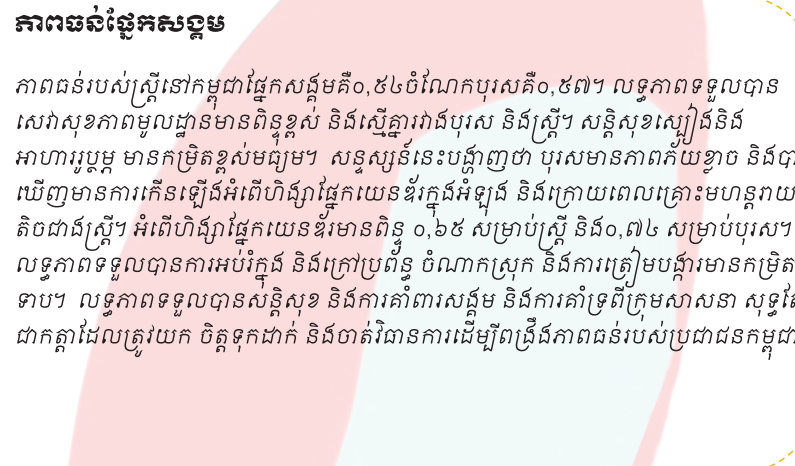 ភាពធន់ផ្នែកសង្គម
ភាពធន់របស់ស្ត្រីនៅកម្ពុជាផ្នែកសង្គមគឺ០,៥៤ចំណែកបុរសគឺ០,៥៧។ លទ្ធភាពទទួលបាន
សេវាសុខភាពមូលដ្ឋានមានពិន្ទុខ្ពស់ និងស្មើគ្នារវាងបុរស និងស្ត្រី។ សន្តិសុខស្បៀងនិង
អាហាររូបត្ថម្ភ មានកម្រិតខ្ពស់មធ្យម។ សន្ទស្សន៍នេះបង្ហាញថា បុរសមានភាពភ័យខ្លាច និងបា
ឃើញមានការកើនឡើងអំពើហិង្សាផ្នែកយេនឌ័រក្នុងអំឡុង និងក្រោយពេលគ្រោះមហន្តរាយ
តិចជាងស្ត្រី។ អំពើហិង្សាផ្នែកយេនឌ័រមានពិន្ទុ ០,៦៥ សម្រាប់ស្ត្រី និង០,៧៤ សម្រាប់បុរស។
លទ្ធភាពទទួលបានការអប់រំក្នុង និងក្រៅប្រព័ន្ធ ចំណាកស្រុក និងការត្រៀមបង្ការមានកម្រិត
ទាប។ លទ្ធភាពទទួលបានសន្តិសុខ និងការគាំពារសង្គម និងការគាំទ្រពីក្រុមសាសនា សុទ្ធតែ
ជាកត្តាដែលត្រូវយក ចិត្តទុកដាក់ និងចាត់វិធានការដើម្បីពង្រឹងភាពធន់របស់ប្រជាជនកម្ពុជា